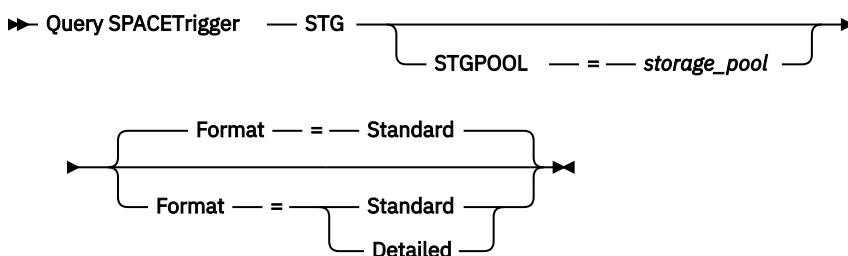 Query SPACETrigger STG
STGPOOL = storage_pool
Format = Standard
Format = Standard
Detailed